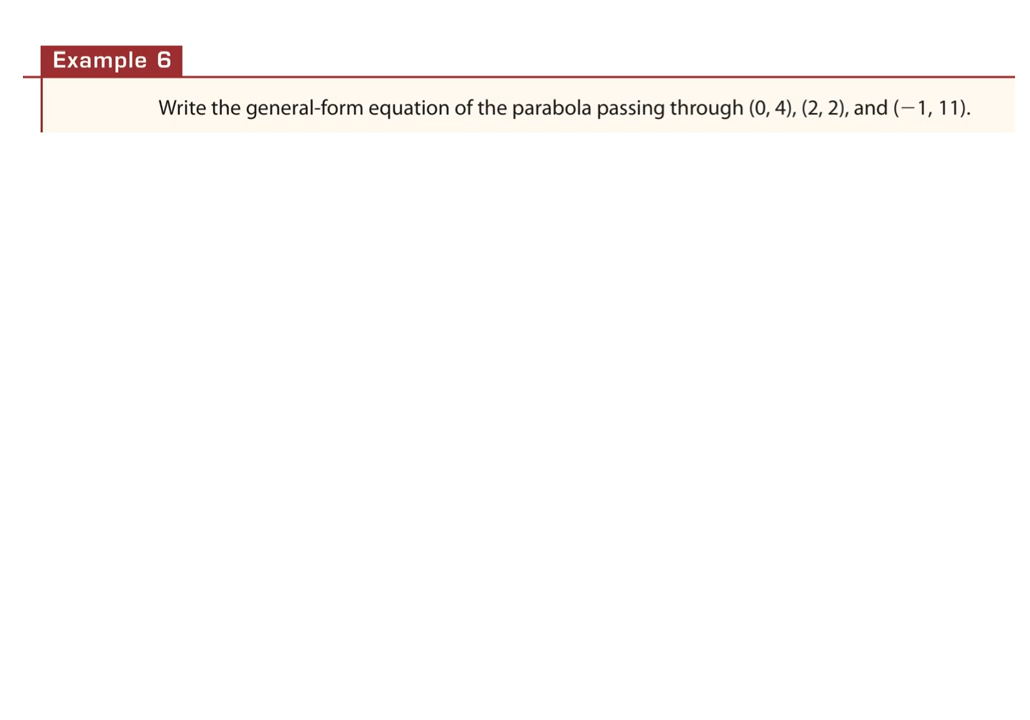 Example 6
Write the general-form equation of the parabola passing through (0, 4), (2, 2), and (−1, 11).